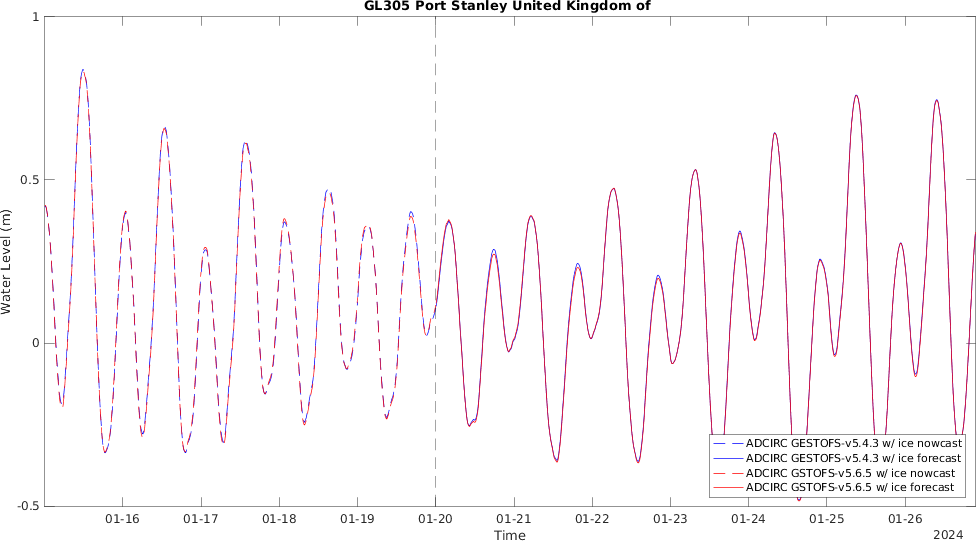 GL305 Port Stanley United Kingdom of
Water Level (m)
1
0.5
0
-0.5
ADCIRC GESTOFS-v5.4.3 w/ ice nowcast
ADCIRC GESTOFS-v5.4.3 w/ ice forecast
ADCIRC GSTOFS-v5.6.5 w/ ice nowcast
ADCIRC GSTOFS-v5.6.5 w/ ice forecast
01-16 01-17 01-18 01-19 01-20 01-21 01-22 01-23 01-24 01-25 01-26
Time
2024